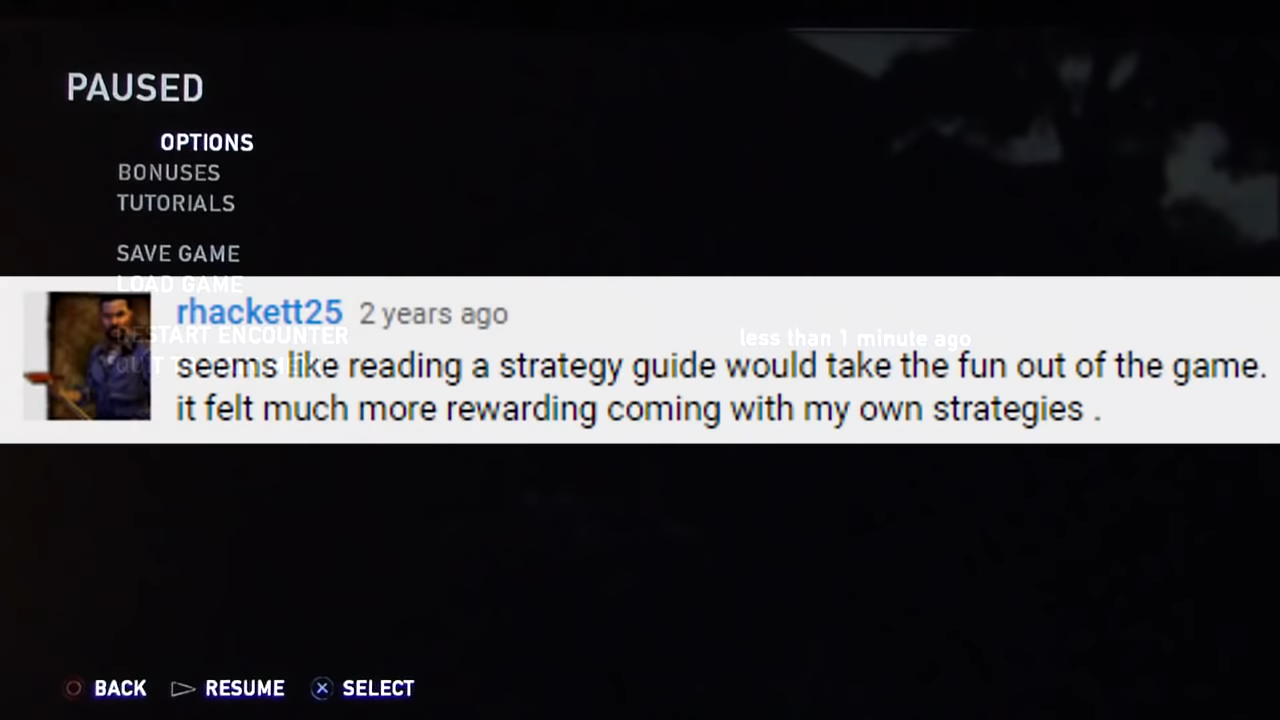 PAUSED
OPTIONS
BONUSES
TUTORIALS
SAVE GAME
LOAD GAME
rhackett25 2 years ago
RESTART ENCOUNTER
less than 1 minute ago
seems like reading a strategy guide would take the fun out of the game.
it felt much more rewarding coming with my own strategies .
BACK RESUME SELECT